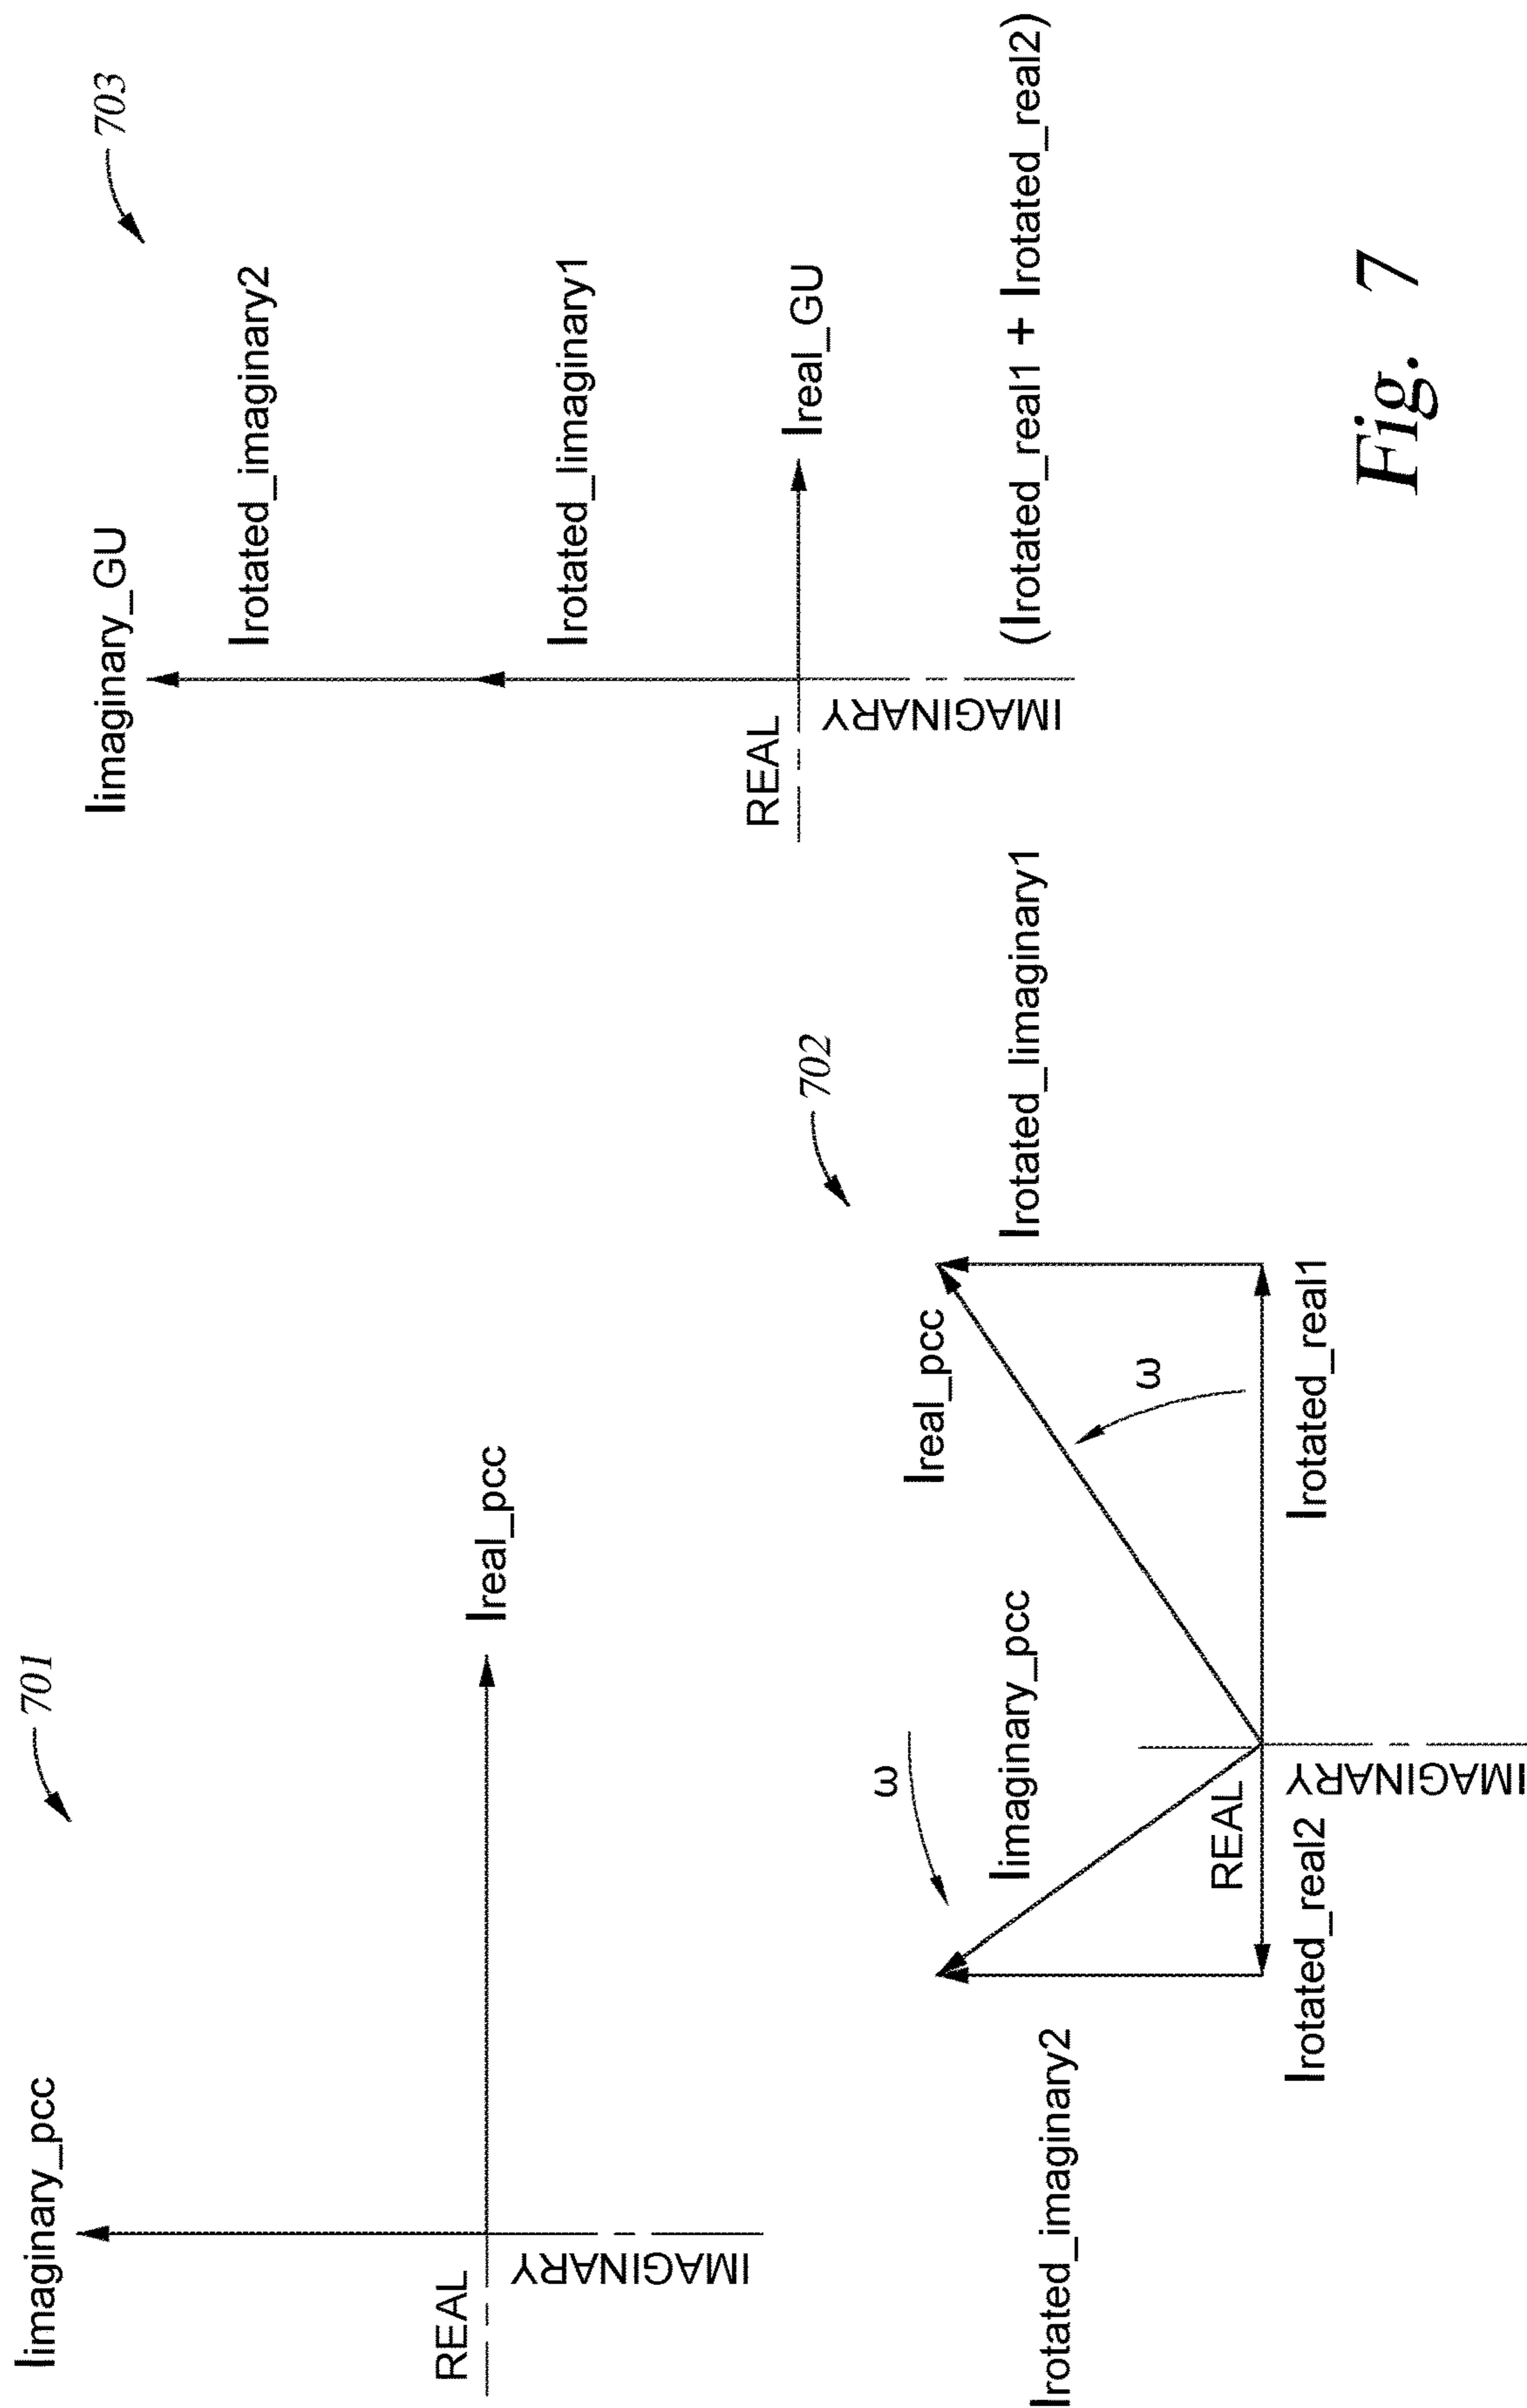 701
Iimaginary_pcc
Ireal_pcc
REAL
IMAGINARY
702
Irotated_imaginary2
Iimaginary_pcc
ω
Ireal_pcc
ω
Irotated_Iimaginary1
REAL
IMAGINARY
Irotated_real2
Irotated_real1
703
Iimaginary_GU
Irotated_imaginary2
Irotated_Iimaginary1
Ireal_GU
REAL
IMAGINARY
(Irotated_real1 + Irotated_real2)
Fig. 7